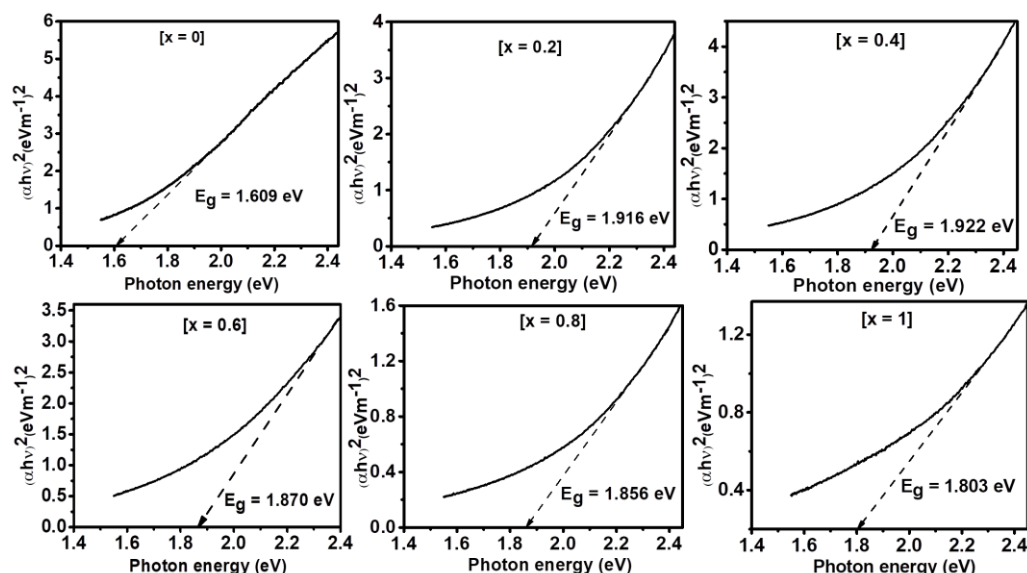 [x = 0]
(αhν)2(eVm-1)2
6
5
4
3
2
1
0
Eg = 1.609 eV
1.4 1.6 1.8 2.0 2.2 2.4
Photon energy (eV)
[x = 0.2]
(αhν)2(eVm-1)2
4
3
2
1
0
Eg = 1.916 eV
1.4 1.6 1.8 2.0 2.2 2.4
Photon energy (eV)
[x = 0.4]
(αhν)2(eVm-1)2
4
3
2
1
0
Eg = 1.922 eV
1.4 1.6 1.8 2.0 2.2 2.4
Photon energy (eV)
[x = 0.6]
(αhν)2(eVm-1)2
3.5
3.0
2.5
2.0
1.5
1.0
0.5
0.0
Eg = 1.870 eV
1.4 1.6 1.8 2.0 2.2 2.4
Photon energy (eV)
[x = 0.8]
(αhν)2(eVm-1)2
1.6
1.2
0.8
0.4
0.0
Eg = 1.856 eV
1.4 1.6 1.8 2.0 2.2 2.4
Photon energy (eV)
[x = 1]
(αhν)2(eVm-1)2
1.2
0.8
0.4
Eg = 1.803 eV
1.4 1.6 1.8 2.0 2.2 2.4
Photon energy (eV)